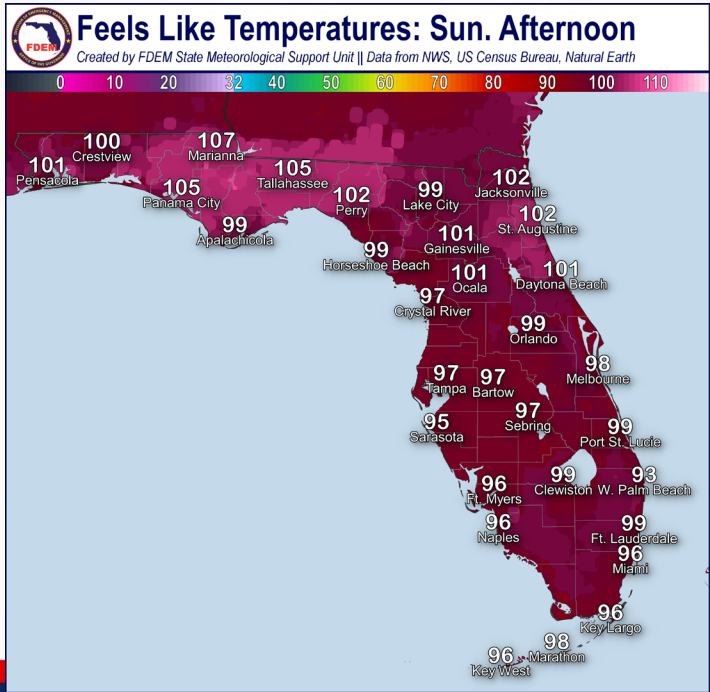 Feels Like Temperatures: Sun. Afternoon
FDEM
Created by FDEM State Meteorological Support Unit || Data from NWS, US Census Bureau, Natural Earth
0 10 20 32 40 50 60 70 80 90 100 110
100
Crestview
107
Marianna
101
Pensacola
105
Tallahassee
105
Panama City
102
Perry
99
Lake City
102
Jacksonville
99
Apalachicola
102
St. Augustine
101
Gainesville
99
Horseshoe Beach
101
Ocala
101
Daytona Beach
97
Crystal River
99
Orlando
98
Melbourne
97
Tampa
97
Bartow
97
Sebring
95
Sarasota
99
Port St. Lucie
96
Ft. Myers
99
Clewiston
93
W. Palm Beach
96
Naples
99
Ft. Lauderdale
96
Miami
96
Key Largo
98
Marathon
96
Key West